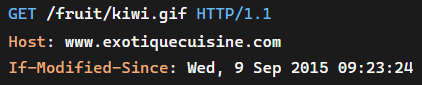 GET /fruit/kiwi.gif HTTP/1.1
Host: www.exotiquecuisine.com
If-Modified-Since: Wed, 9 Sep 2015 09:23:24